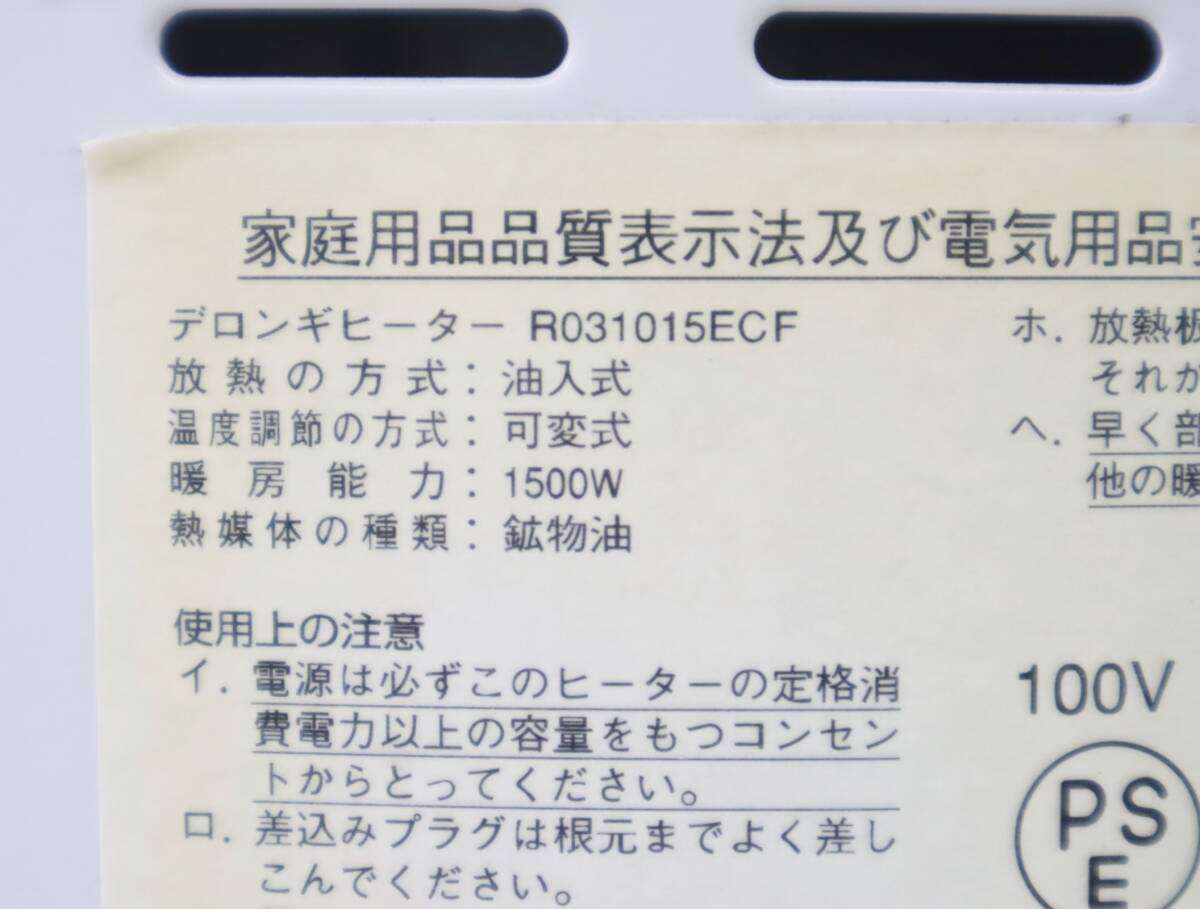 家庭用品品質表示法及び電気用品
デロンギヒーター R031015ECF
放熱の方式：油入式
温度調節の方式：可変式
暖房能力：1500W
熱媒体の種類：鉱物油
使用上の注意
イ．電源は必ずこのヒーターの定格消
費電力以上の容量をもつコンセン
トからとってください。
ロ．差込みプラグは根元までよく差し
こんでください。
ホ．放熱板
それが
ヘ．早く部
他の暖
100V
PS
E